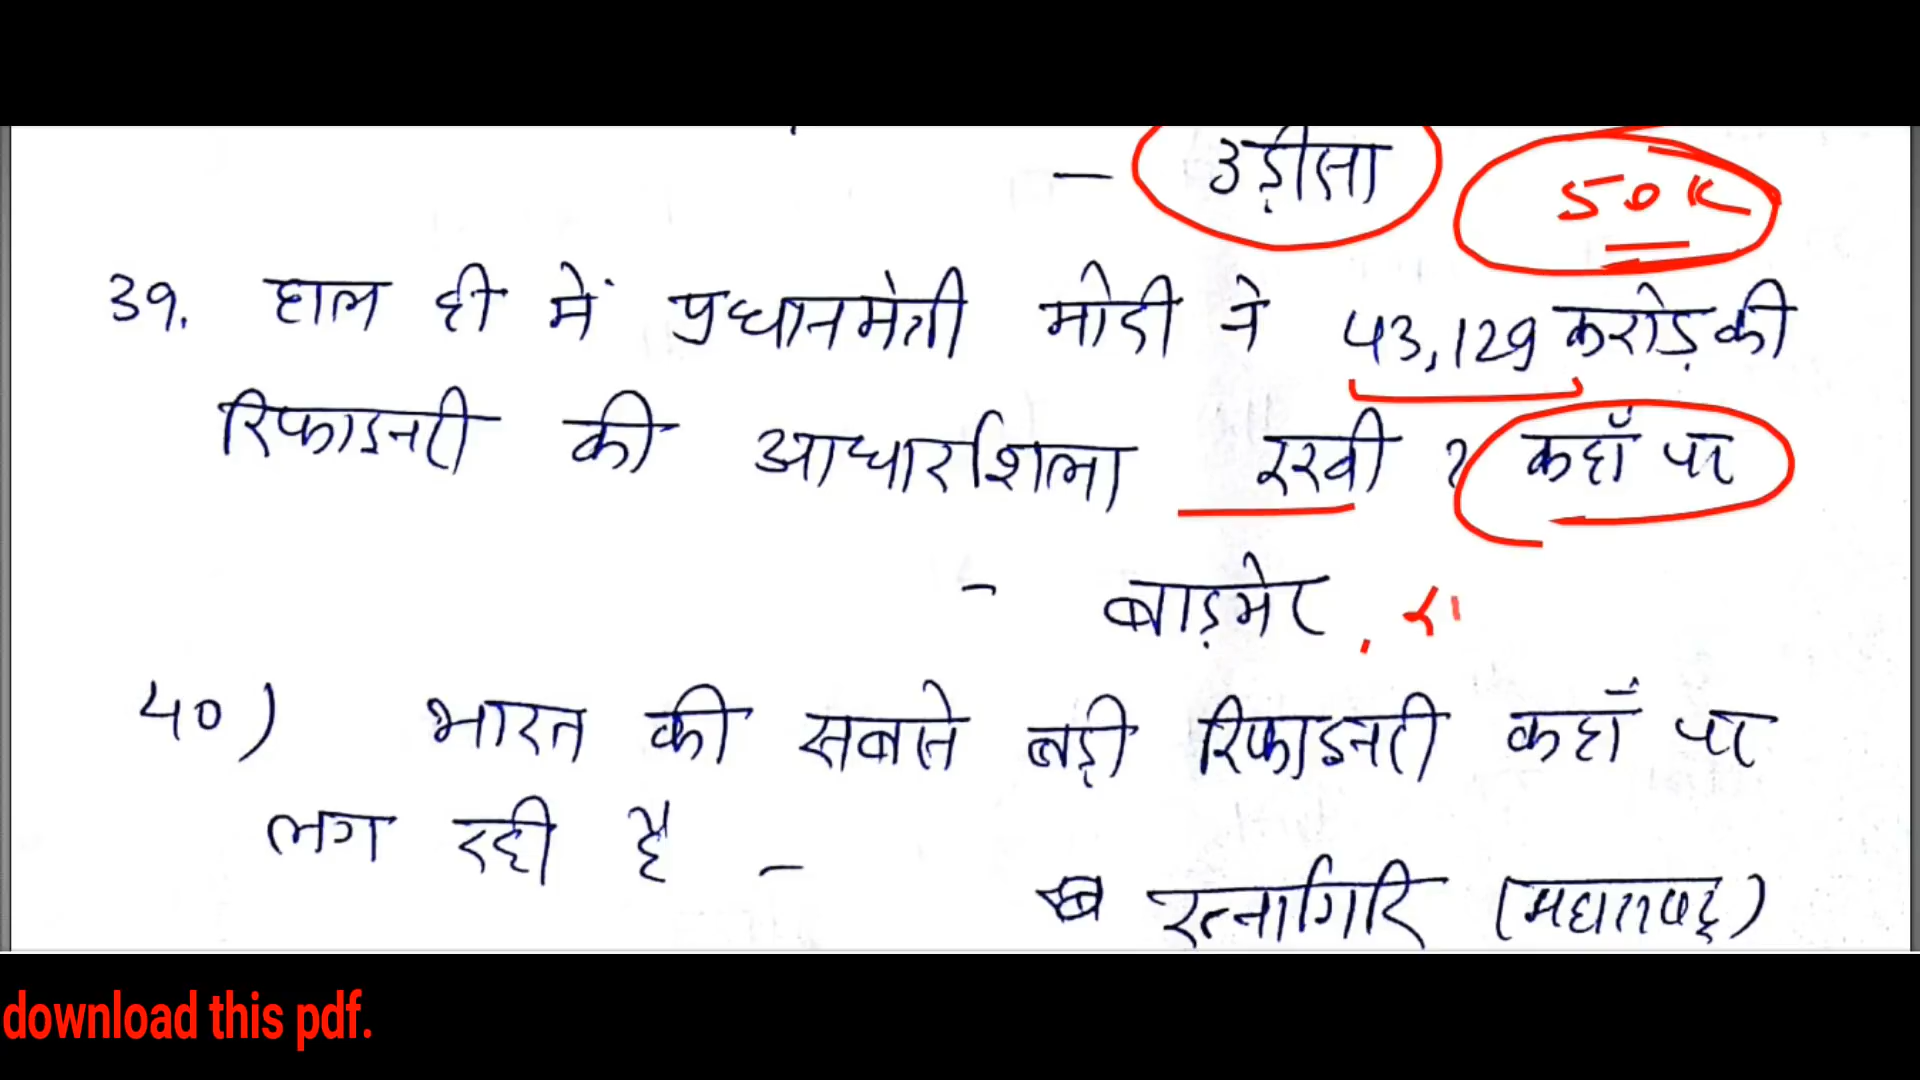 – उड़ीसा 50K
39. हाल ही में प्रधानमंत्री मोदी ने 43,129 करोड़ की
रिफाइनरी की आधारशिला रखी ? कहाँ पर
- बाड़मेर.
40) भारत की सबसे बड़ी रिफाइनरी कहाँ पर
लग रही है –
रत्नागिरि (महाराष्ट्र)
download this pdf.